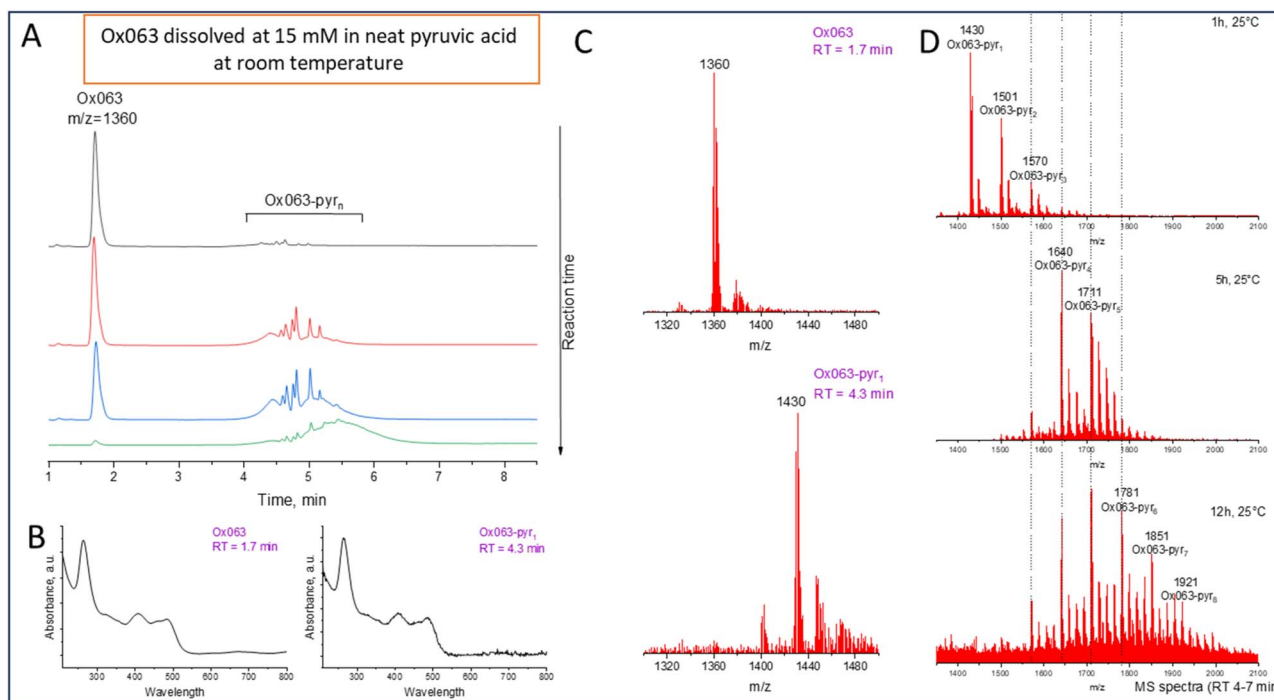 A
Ox063 dissolved at 15 mM in neat pyruvic acid
at room temperature
Ox063
m/z=1360
Ox063-pyrn
Reaction time
1 2 3 4 5 6 7 8
Time, min
B
Ox063
RT = 1.7 min
Absorbance, a.u.
300 400 500 600 700 800
Wavelength
Ox063-pyr1
RT = 4.3 min
Absorbance, a.u.
300 400 500 600 700 800
Wavelength
C
Ox063
RT = 1.7 min
1360
1320 1360 1400 1440 1480
m/z
Ox063-pyr1
RT = 4.3 min
1430
1320 1360 1400 1440 1480
m/z
D
1h, 25°C
1430
Ox063-pyr1
1501
Ox063-pyr2
1570
Ox063-pyr3
1400 1500 1600 1700 1800 1900 2000 2100
m/z
5h, 25°C
1640
Ox063-pyr4
1711
Ox063-pyr5
1400 1500 1600 1700 1800 1900 2000 2100
m/z
12h, 25°C
1781
Ox063-pyr6
1851
Ox063-pyr7
1921
Ox063-pyr8
1400 1500 1600 1700 1800 1900 2000 2100
m/z
MS spectra (RT 4-7 min